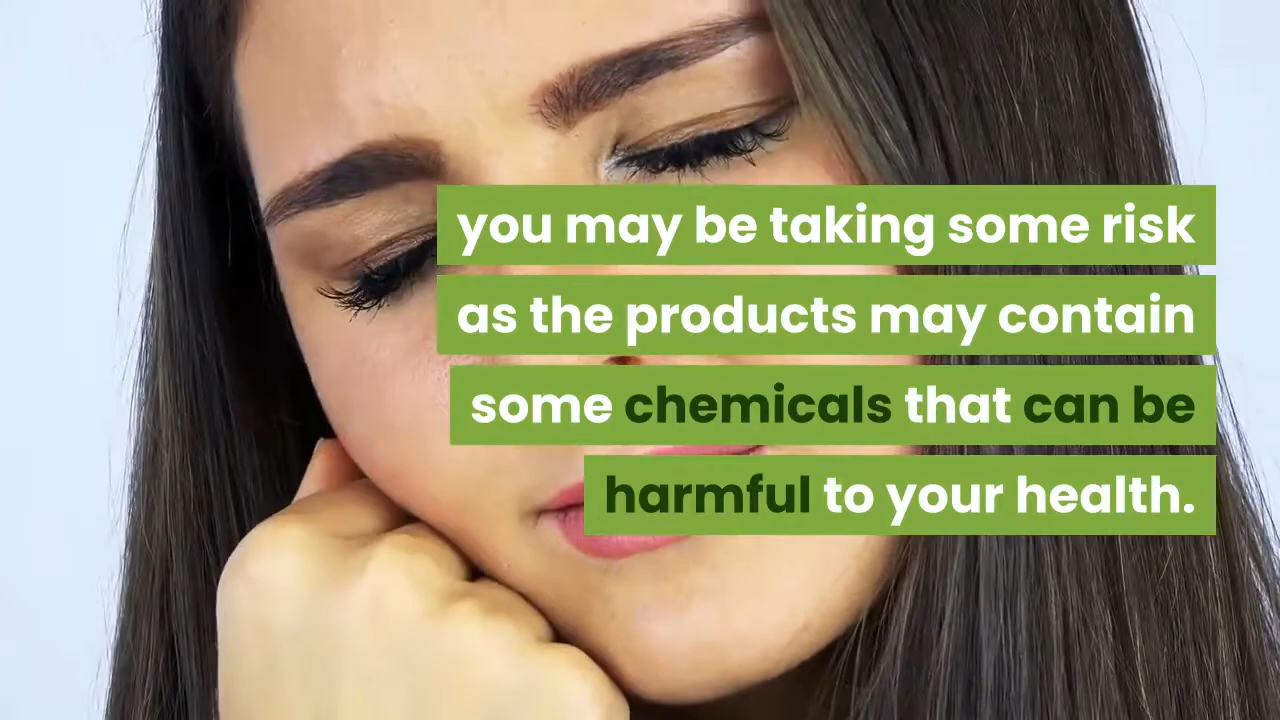 you may be taking some risk
as the products may contain
some chemicals that can be
harmful to your health.